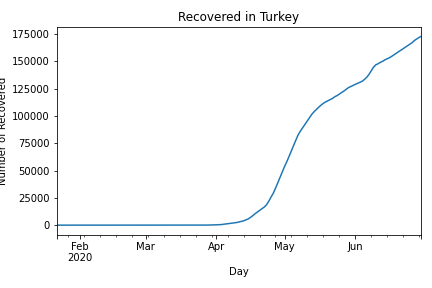 Recovered in Turkey
175000
150000
125000
100000
75000
50000
25000
0
Number of Recovered
Feb
2020
Mar
Apr
May
Jun
Day